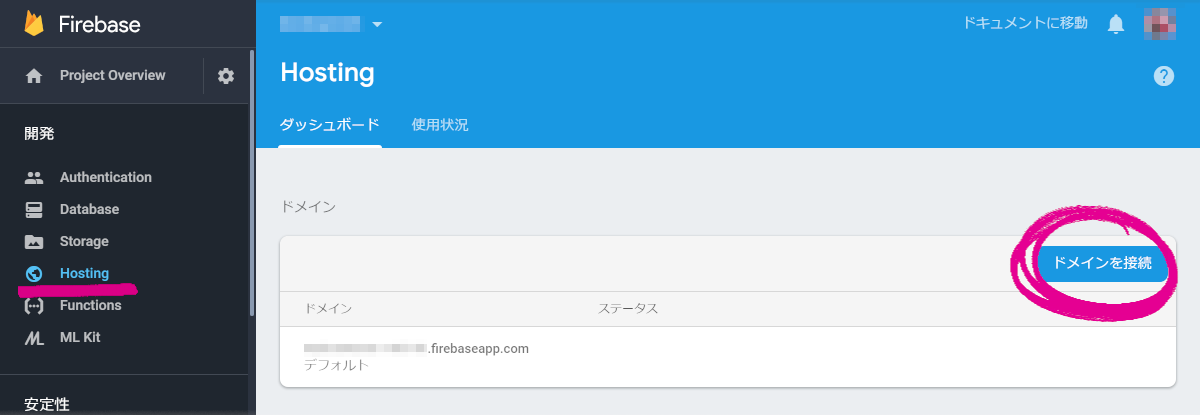 Firebase
Project Overview
開発
Authentication
Database
Storage
Hosting
Functions
ML Kit
安定性
ドキュメントに移動
Hosting
?
ダッシュボード 使用状況
ドメイン
ドメインを接続
ドメイン ステータス
.firebaseapp.com
デフォルト